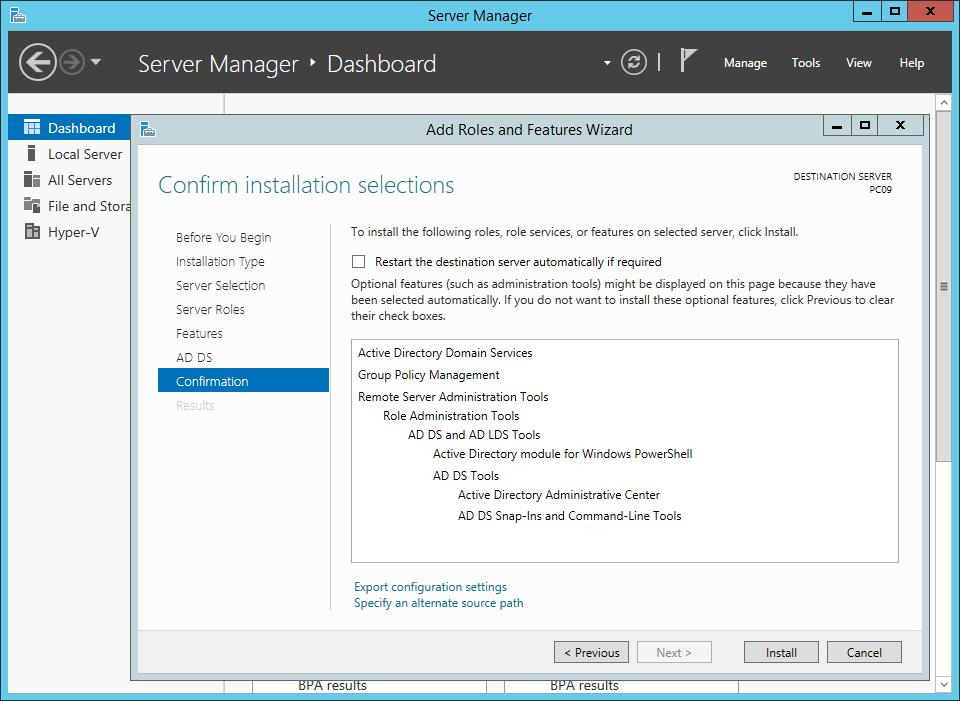 Server Manager
Server Manager
Dashboard
Manage
Tools
View
Help
Dashboard
Local Server
All Servers
File and Stora
Hyper-V
Add Roles and Features Wizard
Confirm installation selections
DESTINATION SERVER
PC09
Before You Begin
Installation Type
Server Selection
Server Roles
Features
AD DS
Confirmation
Results
To install the following roles, role services, or features on selected server, click Install.
Restart the destination server automatically if required
Optional features (such as administration tools) might be displayed on this page because they have
been selected automatically. If you do not want to install these optional features, click Previous to clear
their check boxes.
Active Directory Domain Services
Group Policy Management
Remote Server Administration Tools
Role Administration Tools
AD DS and AD LDS Tools
Active Directory module for Windows PowerShell
AD DS Tools
Active Directory Administrative Center
AD DS Snap-Ins and Command-Line Tools
Export configuration settings
Specify an alternate source path
< Previous
Next >
Install
Cancel
BPA results
BPA results